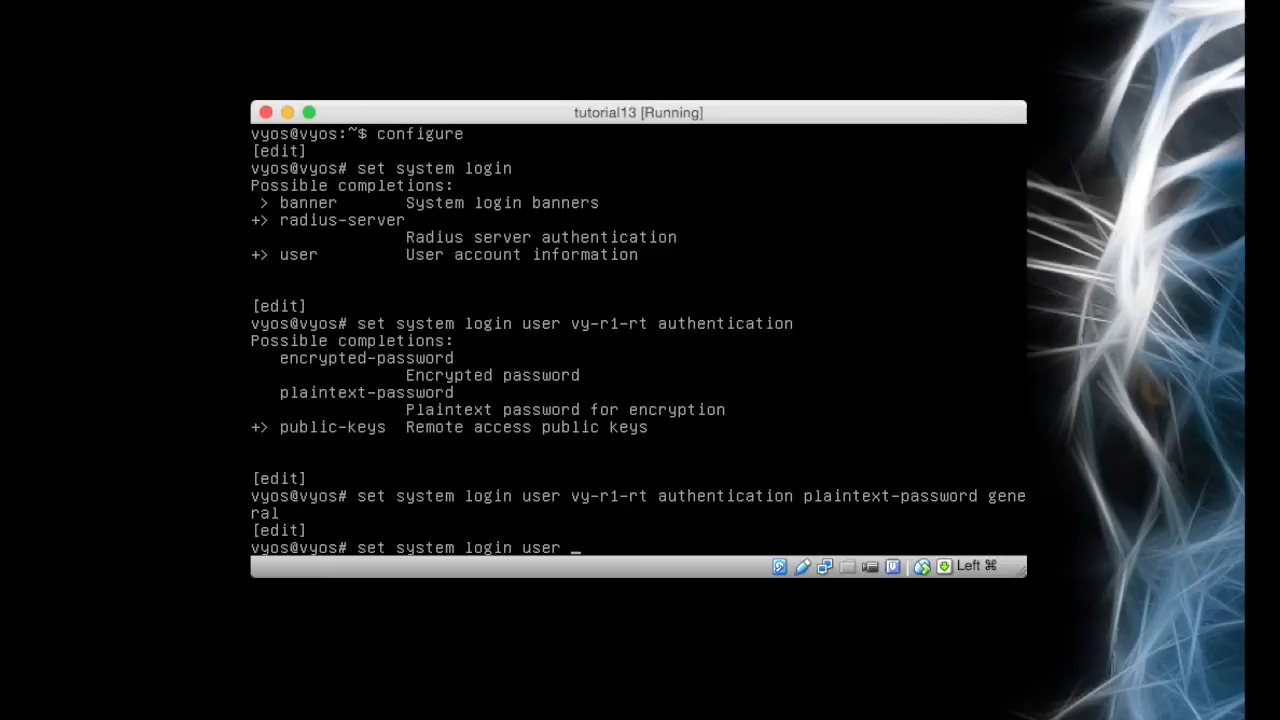 tutorial13 [Running]
vyos@vyos:~$ configure
[edit]
vyos@vyos# set system login
Possible completions:
 > banner       System login banners
+> radius-server
                Radius server authentication
+> user         User account information
[edit]
vyos@vyos# set system login user vy-r1-rt authentication
Possible completions:
   encrypted-password
                Encrypted password
   plaintext-password
                Plaintext password for encryption
+> public-keys  Remote access public keys
[edit]
vyos@vyos# set system login user vy-r1-rt authentication plaintext-password gene
ral
[edit]
vyos@vyos# set system login user _
Left ⌘